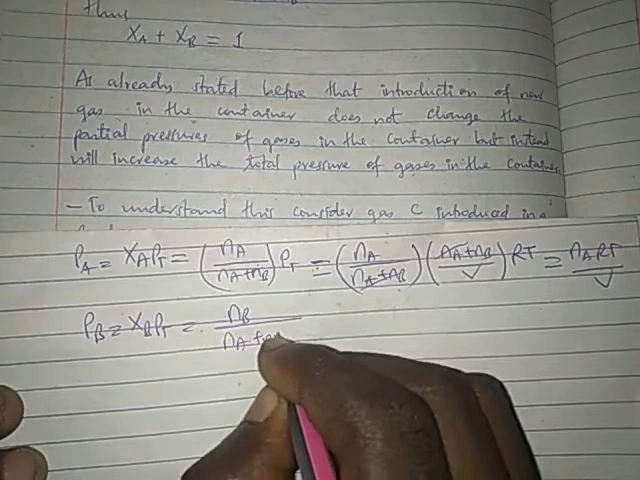 thus
X_A + X_B = 1
As already stated before that introduction of new
gas in the container does not change the
partial pressures of gases in the container but instead
will increase the total pressure of gases in the container
- To understand this consider gas C introduced in a
P_A = X_A P_T = (n_A / (n_A + n_B)) P_T = (n_A / (n_A + n_B)) ((n_A + n_B) / V) RT = n_A RT / V
P_B = X_B P_T = n_B / n_A +